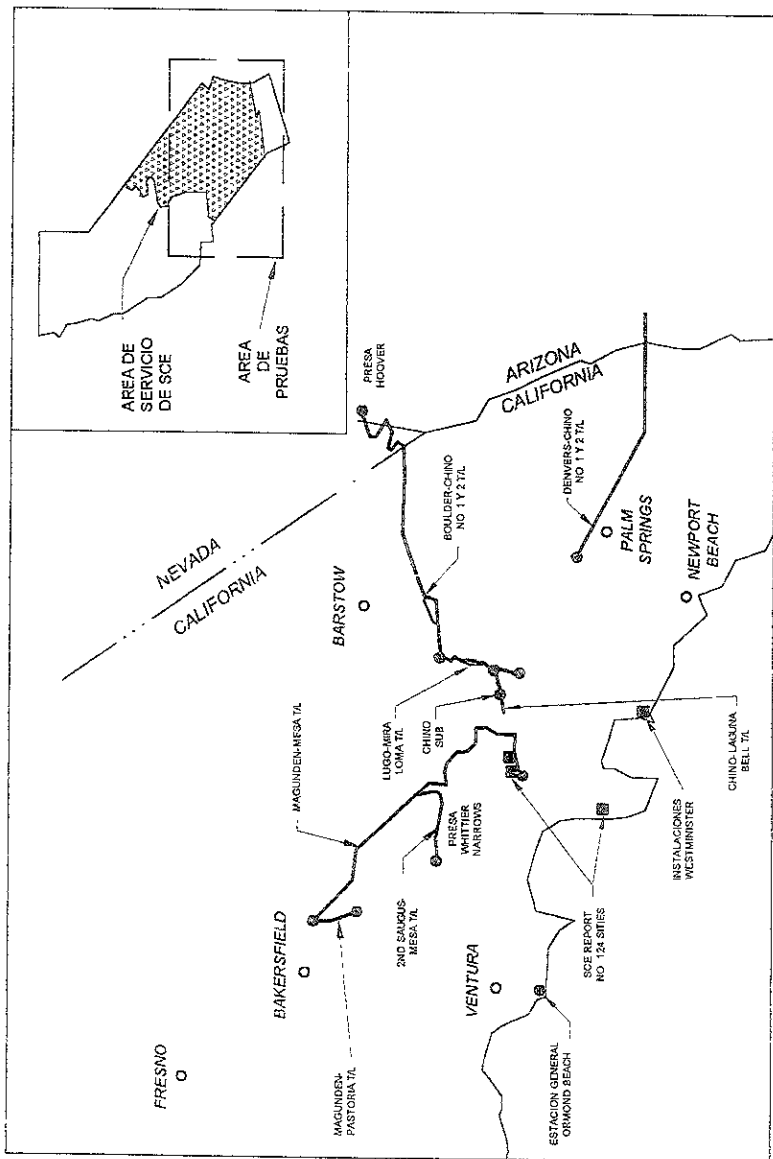 FRESNO
BAKERSFIELD
VENTURA
BARSTOW
NEVADA
CALIFORNIA
ARIZONA
CALIFORNIA
PALM
SPRINGS
NEWPORT
BEACH
MAGUNDEN-
PASTORIA T/L
MAGUNDEN-MESA T/L
2ND SAUGUS-
MESA T/L
PRESA
WHITTIER
NARROWS
LUGO-MIRA
LOMA T/L
CHINO
SUB
BOULDER-CHINO
NO 1 Y 2 T/L
PRESA
HOOVER
DENVERS-CHINO
NO 1 Y 2 T/L
ESTACION GENERAL
ORMOND BEACH
SCE REPORT
NO 124 SITIES
INSTALACIONES
WESTMINISTER
CHINO-LAGUNA
BELL T/L
AREA DE
SERVICIO
DE SCE
AREA
DE
PRUEBAS